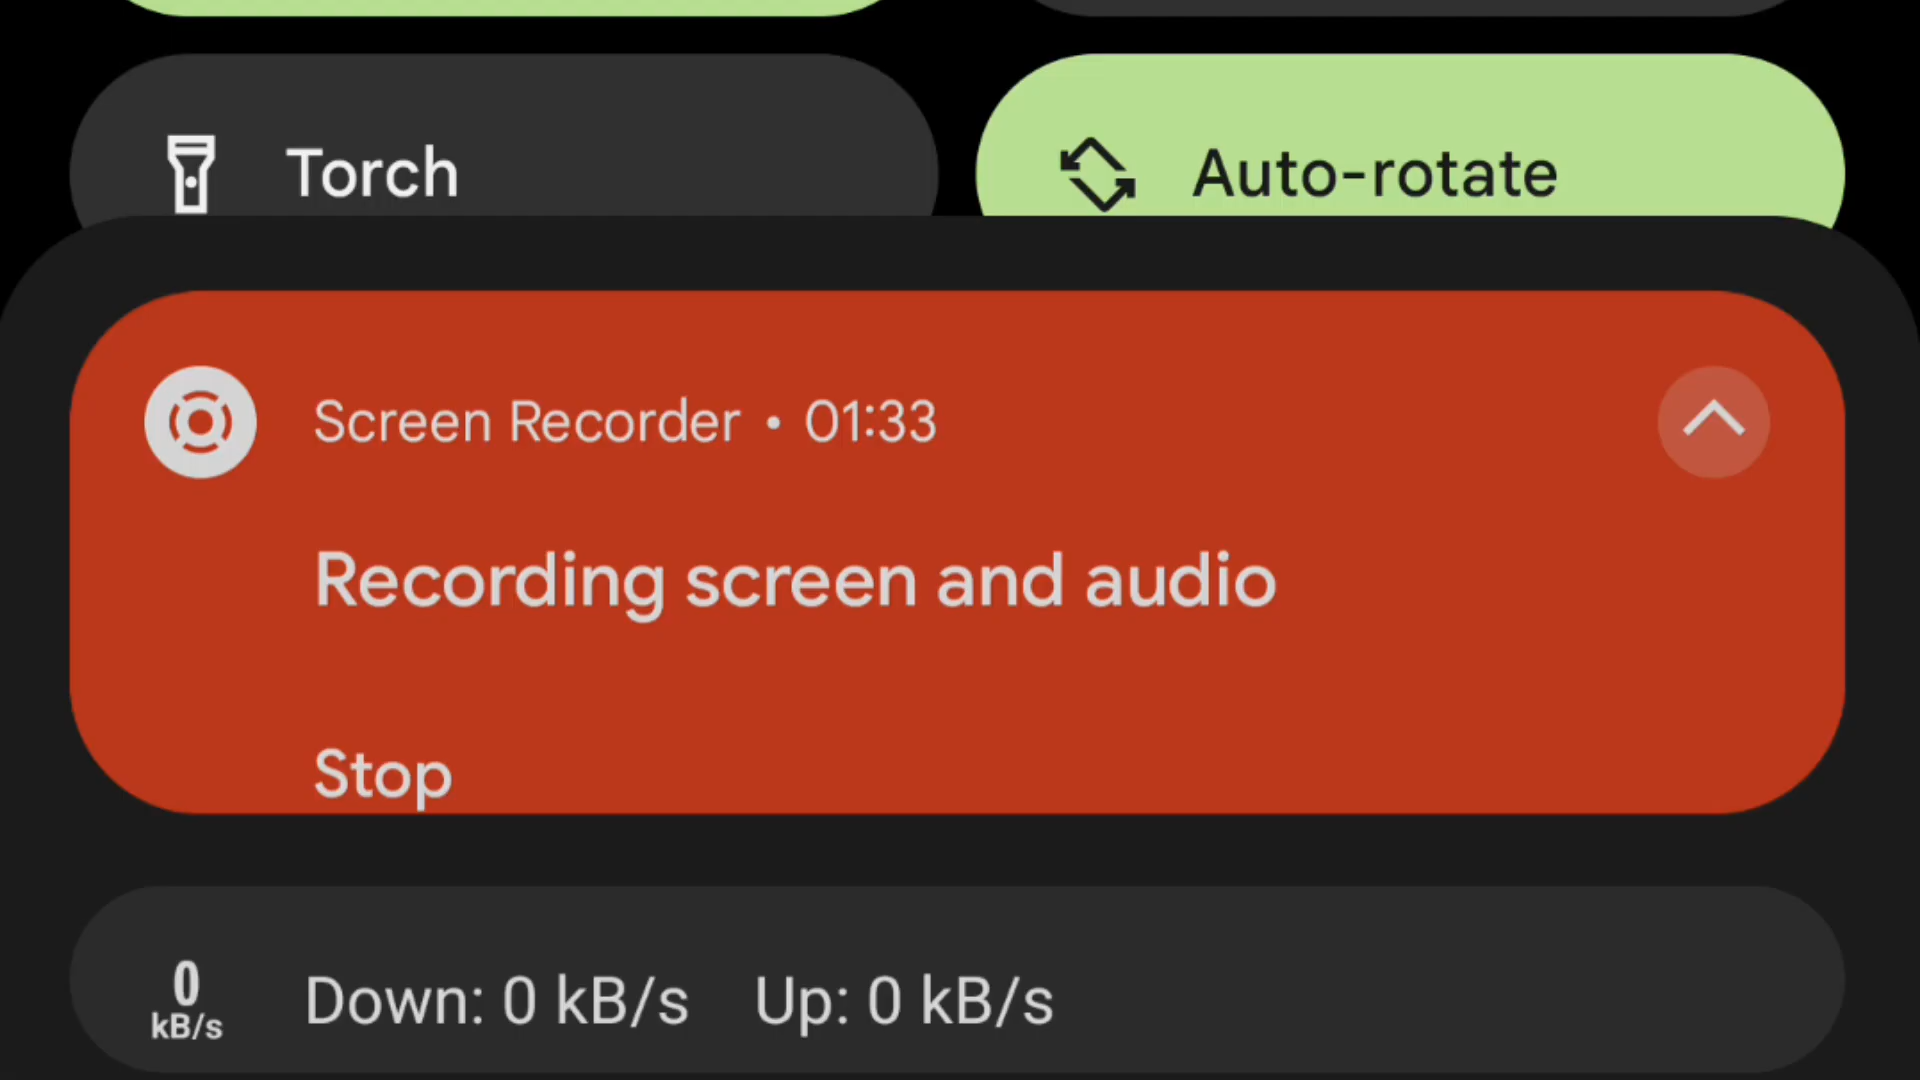 Torch
Auto-rotate
Screen Recorder • 01:33
Recording screen and audio
Stop
0
kB/s
Down: 0 kB/s Up: 0 kB/s